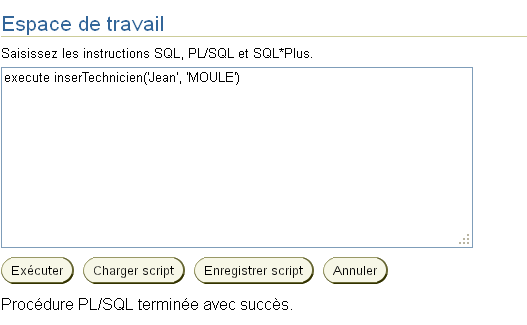 Espace de travail
Saisissez les instructions SQL, PL/SQL et SQL*Plus.
execute inserTechnicien('Jean', 'MOULE')
Exécuter Charger script Enregistrer script Annuler
Procédure PL/SQL terminée avec succès.